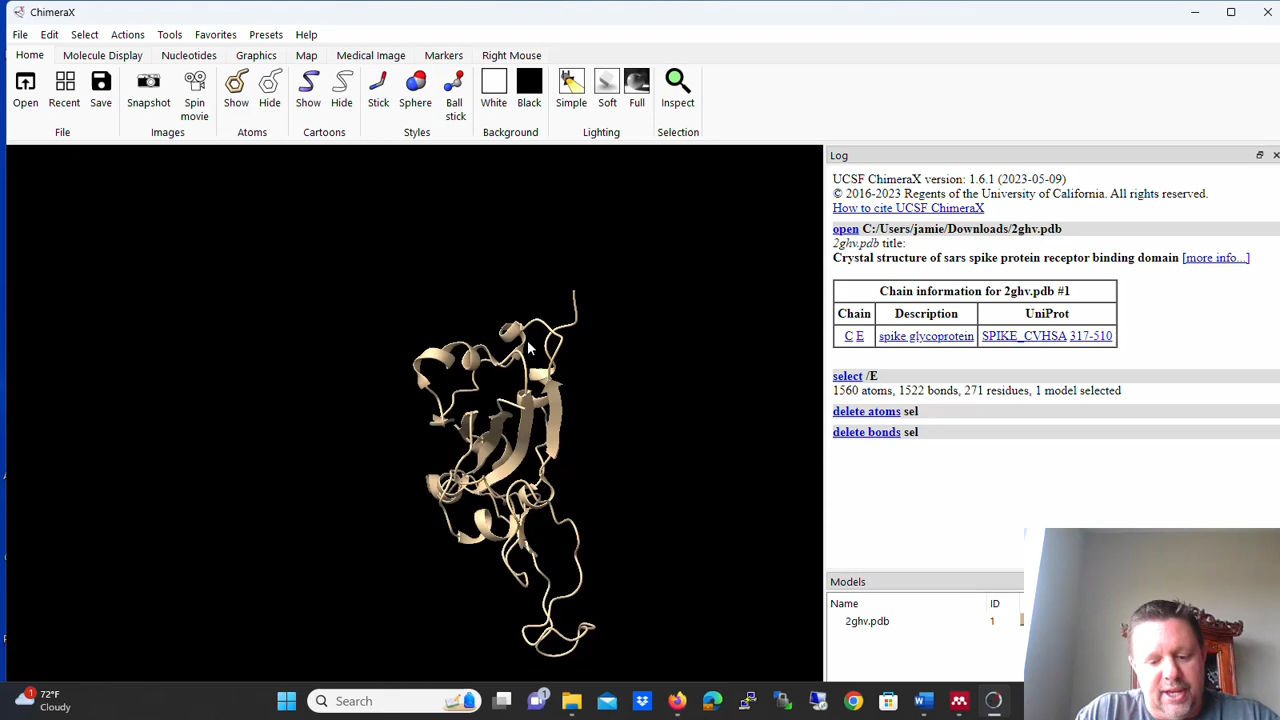 ChimeraX
File Edit Select Actions Tools Favorites Presets Help
Home Molecule Display Nucleotides Graphics Map Medical Image Markers Right Mouse
Open Recent Save Snapshot Spin movie Show Hide Show Hide Stick Sphere Ball stick White Black Simple Soft Full Inspect
File Images Atoms Cartoons Styles Background Lighting Selection
Log
UCSF ChimeraX version: 1.6.1 (2023-05-09)
© 2016-2023 Regents of the University of California. All rights reserved.
How to cite UCSF ChimeraX
open C:/Users/jamie/Downloads/2ghv.pdb
2ghv.pdb title:
Crystal structure of sars spike protein receptor binding domain [more info...]
Chain information for 2ghv.pdb #1
Chain Description UniProt
C E spike glycoprotein SPIKE_CVHSA 317-510
select /E
1560 atoms, 1522 bonds, 271 residues, 1 model selected
delete atoms sel
delete bonds sel
Models
Name ID
2ghv.pdb 1
1
72°F
Cloudy
Search
1